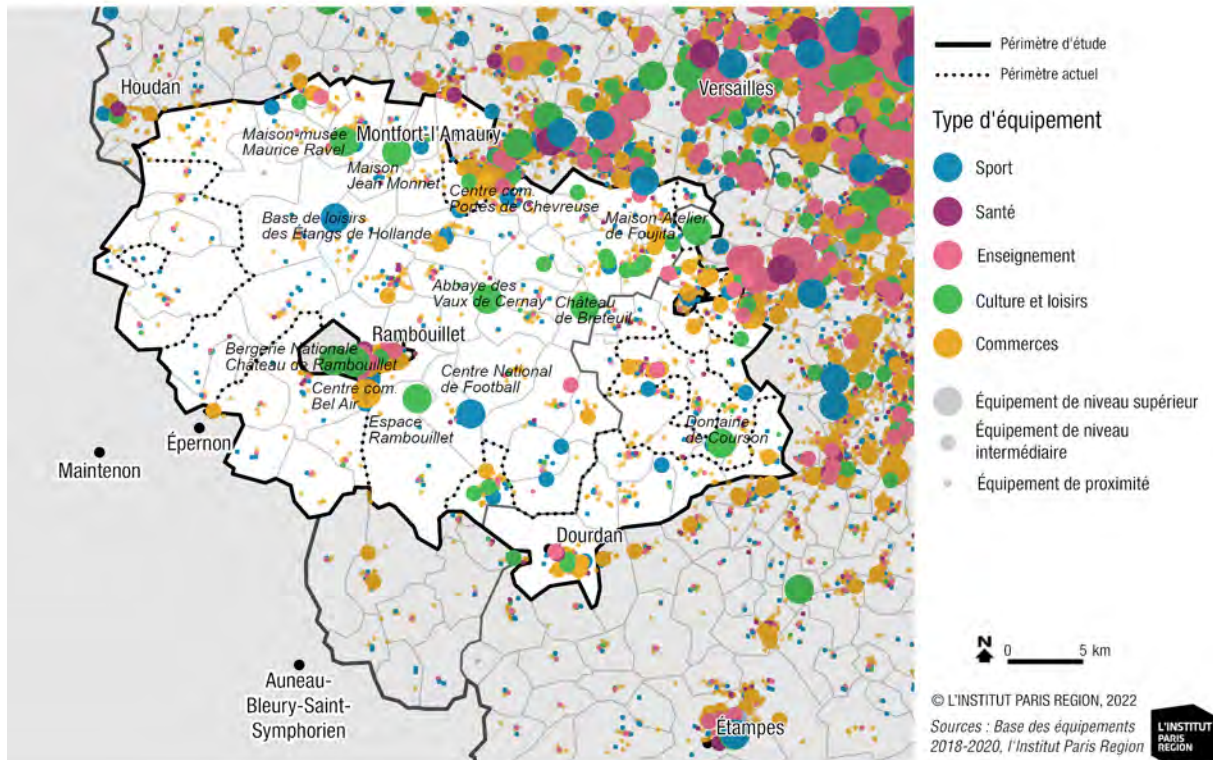 Houdan
Versailles
Maison-musée
Maurice Ravel
Montfort-l'Amaury
Maison
Jean Monnet
Centre com.
Portes de Chevreuse
Base de loisirs
des Étangs de Hollande
Maison-Atelier
de Foujita
Abbaye des
Vaux de Cernay
Château
de Breteuil
Rambouillet
Bergerie Nationale
Château de Rambouillet
Centre com.
Bel Air
Centre National
de Football
Espace
Rambouillet
Domaine
de Courson
Épernon
Maintenon
Dourdan
Auneau-
Bleury-Saint-
Symphorien
Étampes
Périmètre d'étude
Périmètre actuel
Type d'équipement
Sport
Santé
Enseignement
Culture et loisirs
Commerces
Équipement de niveau supérieur
Équipement de niveau
intermédiaire
Équipement de proximité
N
0 5 km
© L'INSTITUT PARIS REGION, 2022
Sources : Base des équipements
2018-2020, l'Institut Paris Region
L'INSTITUT
PARIS
REGION